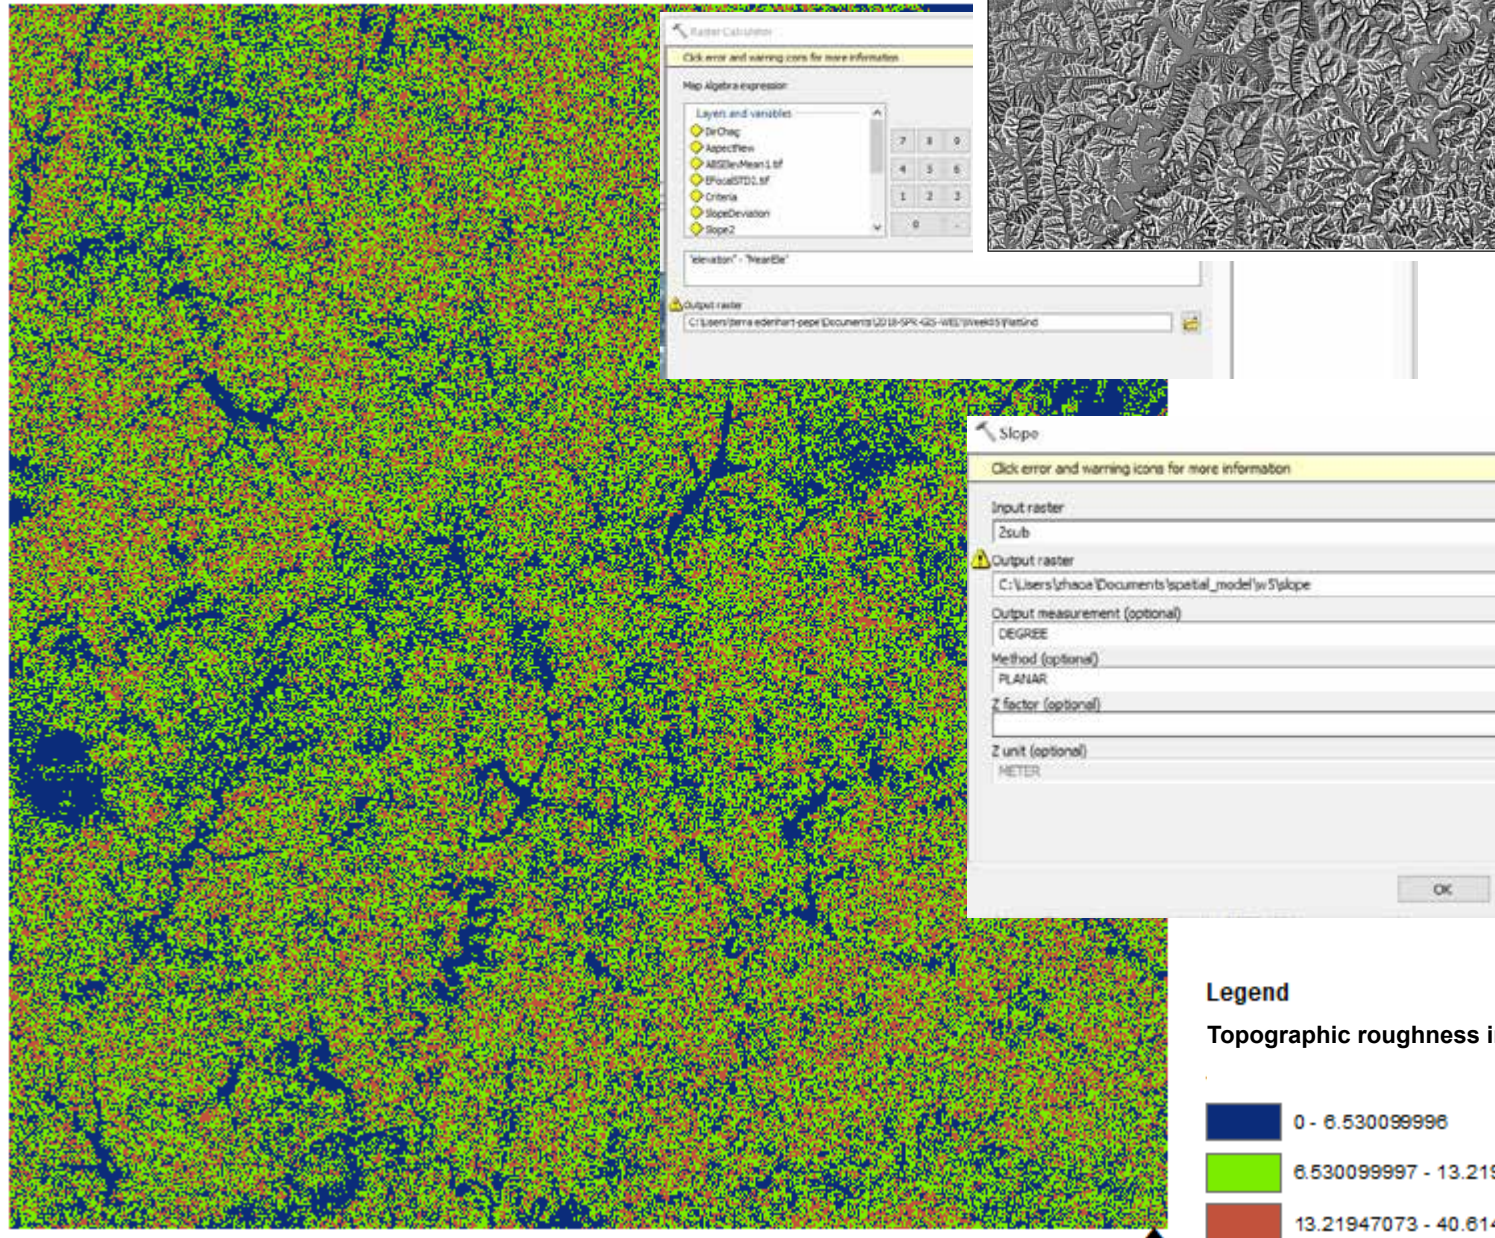 Raster Calculator
Click error and warning icons for more information
Map Algebra expression
Layers and variables
DirChag
AspectNew
ABSElevMean1.tif
EFocalSTD2.tif
Criteria
SlopeDeviation
Slope2
7 8 9
4 5 6
1 2 3
0 .
"elevation" - "MeanEle"
Output raster
Slope
Click error and warning icons for more information
Input raster
2sub
Output raster
C:\Users\zhaoa\Documents\spatial_model\w5\slope
Output measurement (optional)
DEGREE
Method (optional)
PLANAR
Z factor (optional)
Z unit (optional)
METER
OK
Legend
Topographic roughness i
0 - 6.530099996
6.530099997 - 13.219
13.21947073 - 40.614